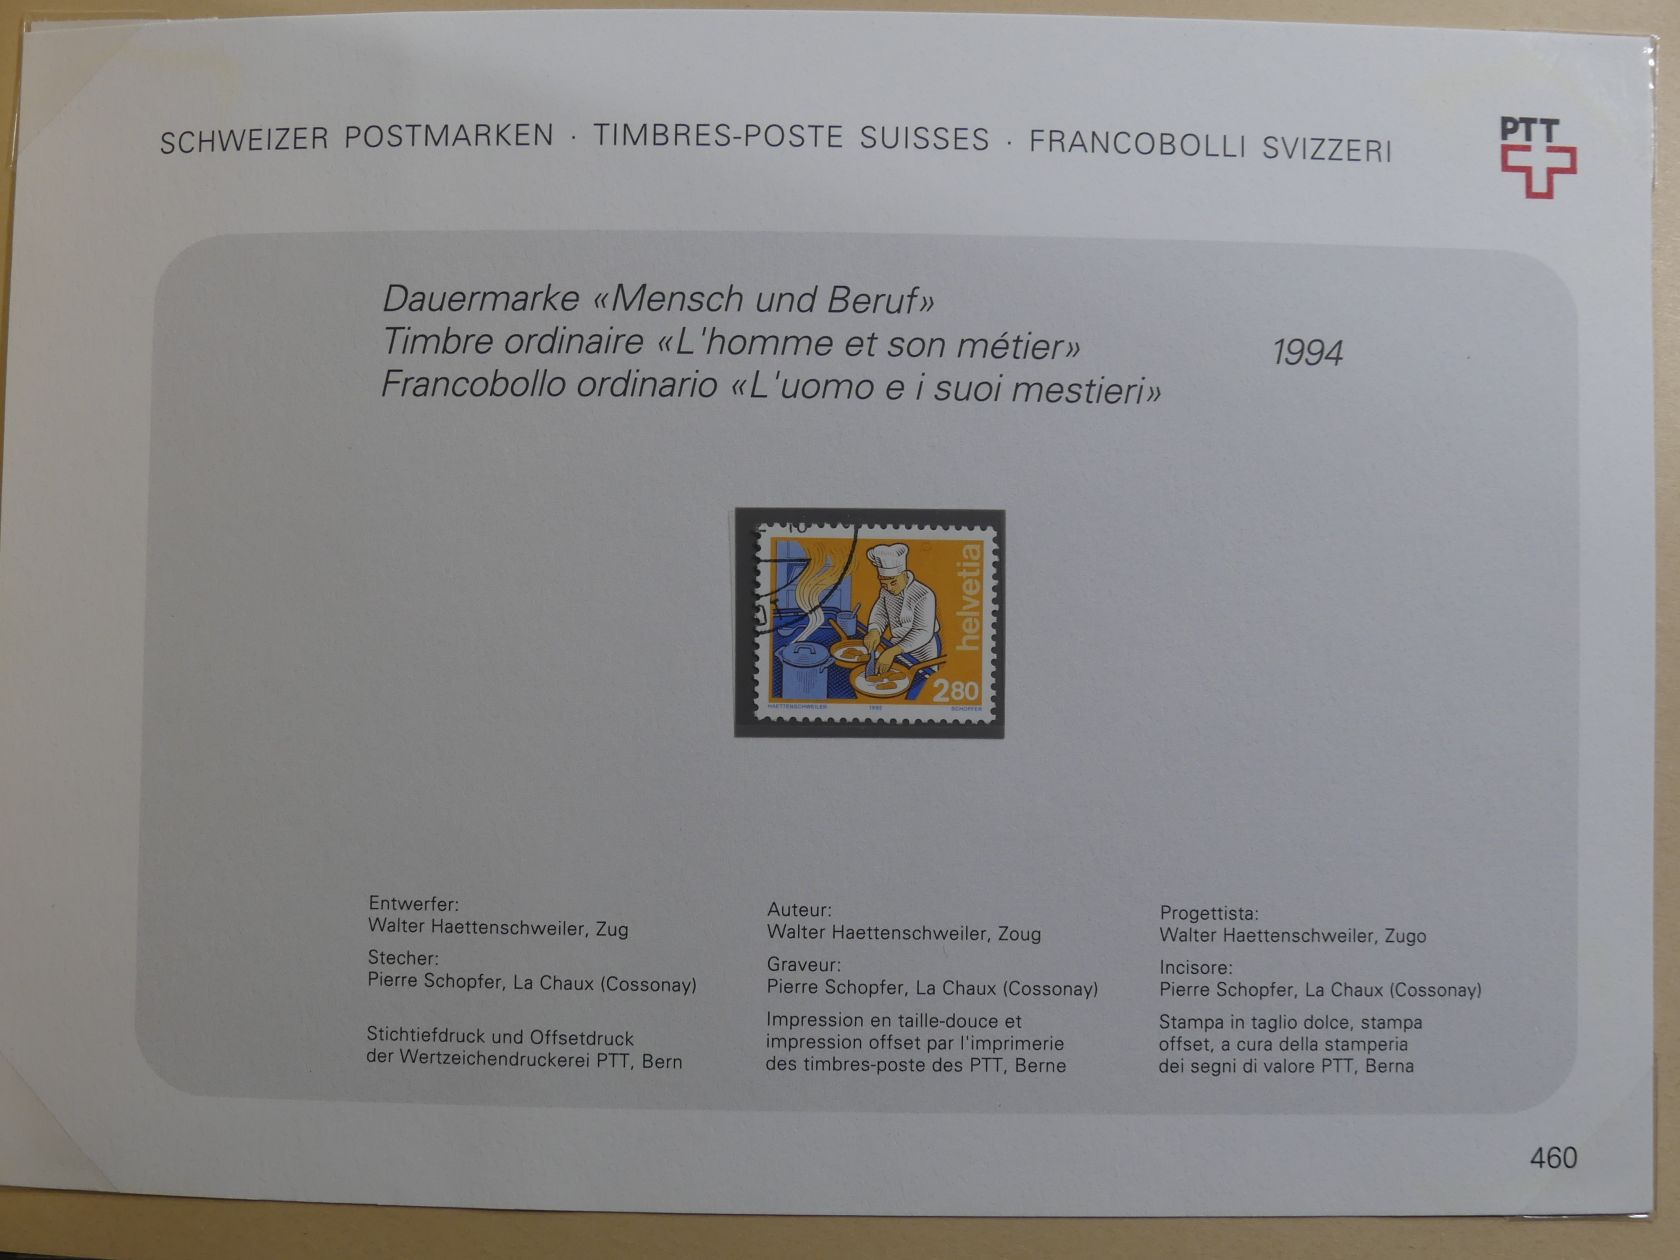 SCHWEIZER POSTMARKEN · TIMBRES-POSTE SUISSES · FRANCOBOLLI SVIZZERI
PTT
Dauermarke «Mensch und Beruf»
Timbre ordinaire «L'homme et son métier»
Francobollo ordinario «L'uomo e i suoi mestieri»
1994
helvetia
280
HAETTENSCHWEILER
SCHOPFER
Entwerfer:
Walter Haettenschweiler, Zug
Stecher:
Pierre Schopfer, La Chaux (Cossonay)
Stichtiefdruck und Offsetdruck
der Wertzeichendruckerei PTT, Bern
Auteur:
Walter Haettenschweiler, Zoug
Graveur:
Pierre Schopfer, La Chaux (Cossonay)
Impression en taille-douce et
impression offset par l'imprimerie
des timbres-poste des PTT, Berne
Progettista:
Walter Haettenschweiler, Zugo
Incisore:
Pierre Schopfer, La Chaux (Cossonay)
Stampa in taglio dolce, stampa
offset, a cura della stamperia
dei segni di valore PTT, Berna
460